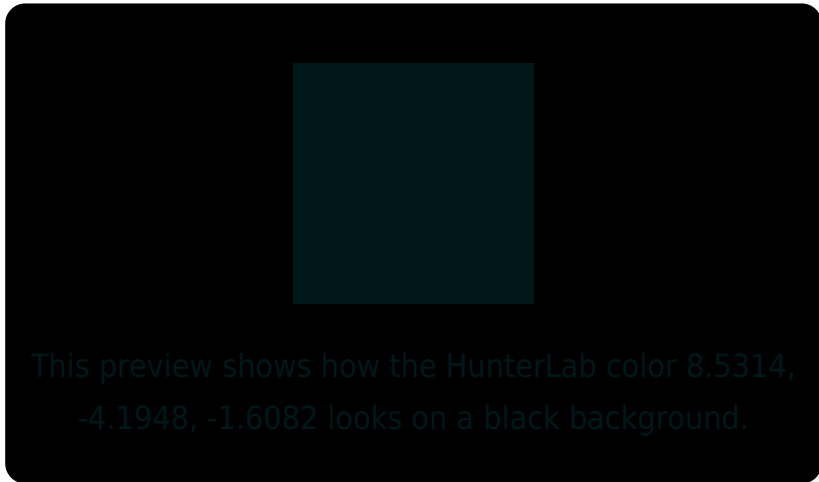 This preview shows how the HunterLab color 8.5314,
-4.1948, -1.6082 looks on a black background.